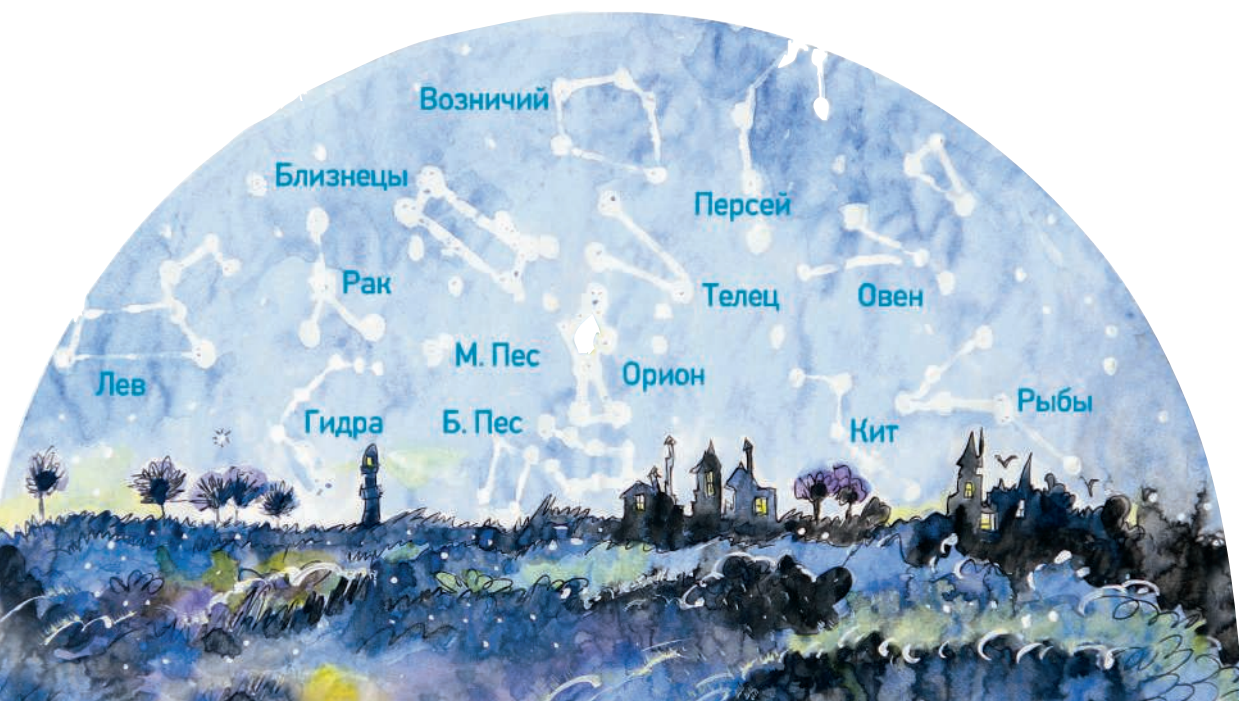 Возничий
Близнецы
Персей
Рак
Телец
Овен
М. Пес
Орион
Лев
Рыбы
Гидра
Б. Пес
Кит